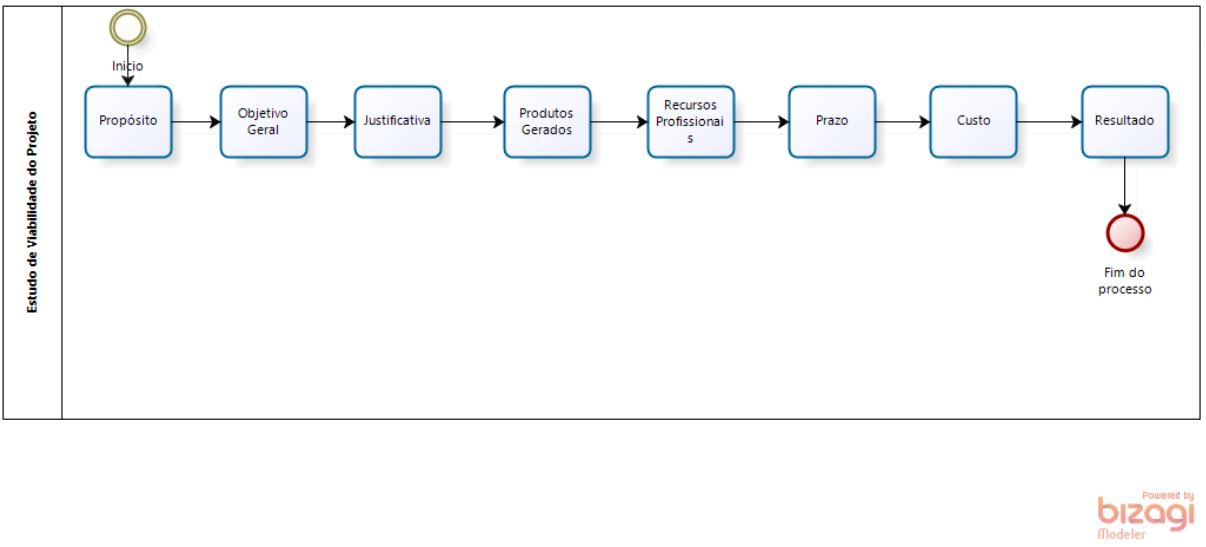 Estudo de Viabilidade do Projeto
Início
Propósito
Objetivo
Geral
Justificativa
Produtos
Gerados
Recursos
Profissionai
s
Prazo
Custo
Resultado
Fim do
processo
Powered by
bizagi
Modeler